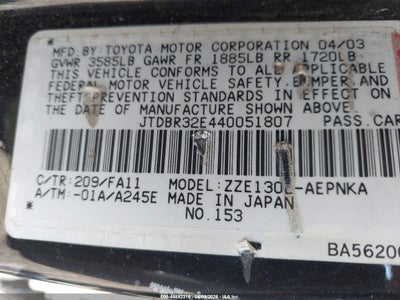 MFD.BY:TOYOTA MOTOR CORPORATION 04/03
GVWR 3585LB GAWR FR 1885LB RR 1720LB
THIS VEHICLE CONFORMS TO ALL APPLICABLE
FEDERAL MOTOR VEHICLE SAFETY, BUMPER AND
THEFT PREVENTION STANDARDS IN EFFECT ON
THE DATE OF MANUFACTURE SHOWN ABOVE.
JTDBR32E440051807 PASS.CAR
C/TR:209/FA11 MODEL:ZZE130 -AEPNKA
A/TM:-01A/A245E MADE IN JAPAN
NO.153
BA5620